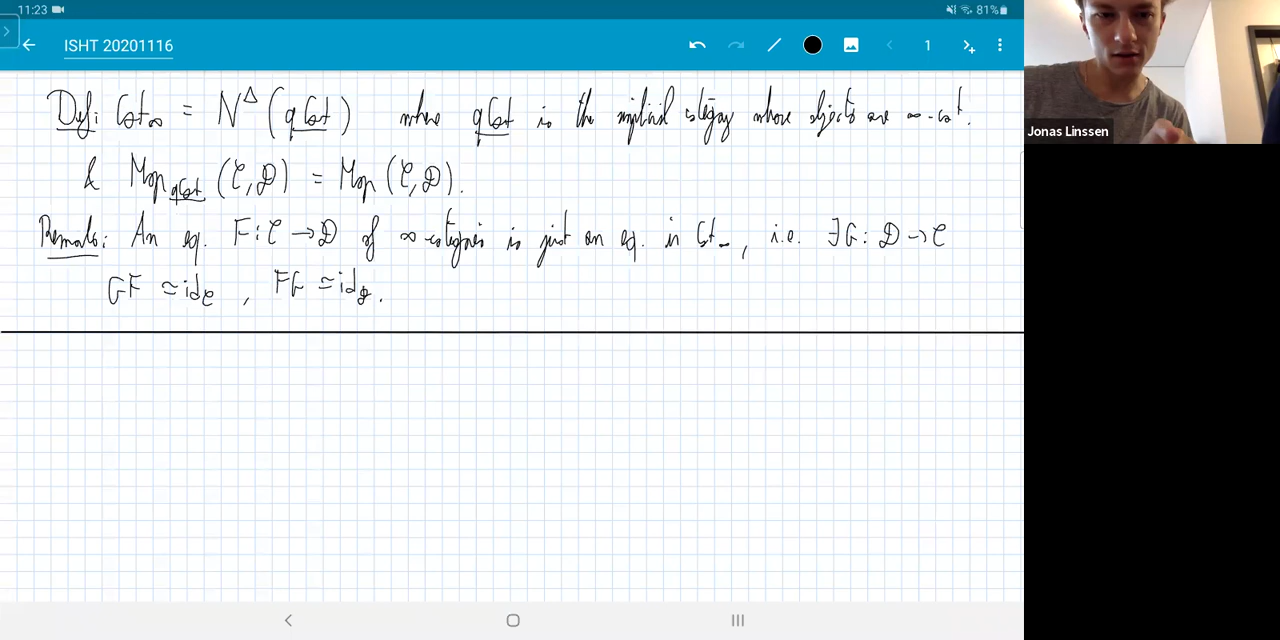 11:23
81%
ISHT 20201116
1
Def: Cat∞ = N^Δ (qCat) where qCat is the simplicial category whose objects are ∞-cat.
& Map_qCat (C, D) = Map (C, D).
Remark: An eq. F: C → D of ∞-categories is just an eq. in Cat∞, i.e. ∃G: D → C
GF ≃ id_C, FG ≃ id_D.
Jonas Linssen